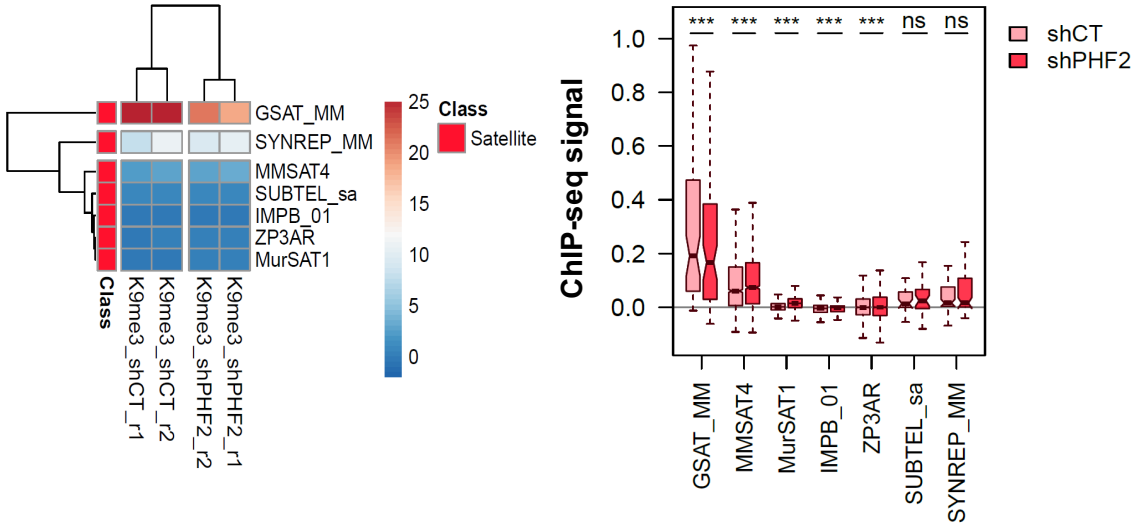 GSAT_MM
SYNREP_MM
MMSAT4
SUBTEL_sa
IMPB_01
ZP3AR
MurSAT1
Class
K9me3_shCT_r1
K9me3_shCT_r2
K9me3_shPHF2_r2
K9me3_shPHF2_r1
25
20
15
10
5
0
Class
Satellite
ChIP-seq signal
1.0
0.8
0.6
0.4
0.2
0.0
*** *** *** *** *** ns ns
GSAT_MM
MMSAT4
MurSAT1
IMPB_01
ZP3AR
SUBTEL_sa
SYNREP_MM
shCT
shPHF2